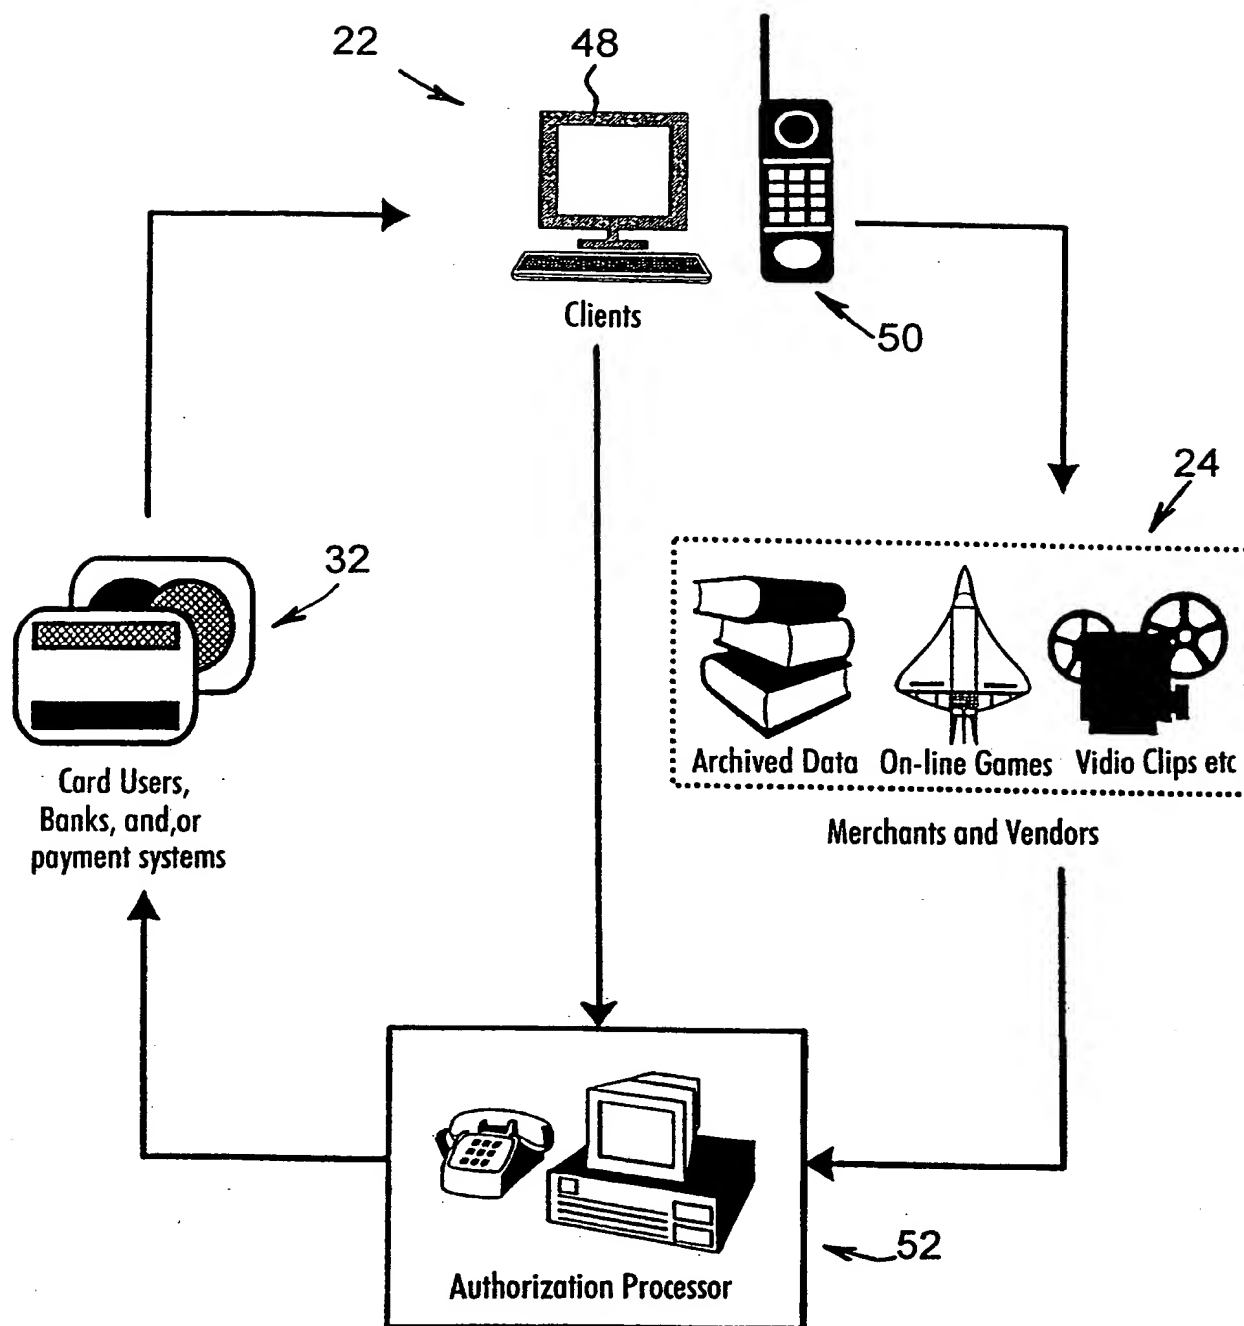 22
48
Clients
50
24
32
Archived Data On-line Games Vidio Clips etc
Card Users,
Banks, and,or
payment systems
Merchants and Vendors
52
Authorization Processor